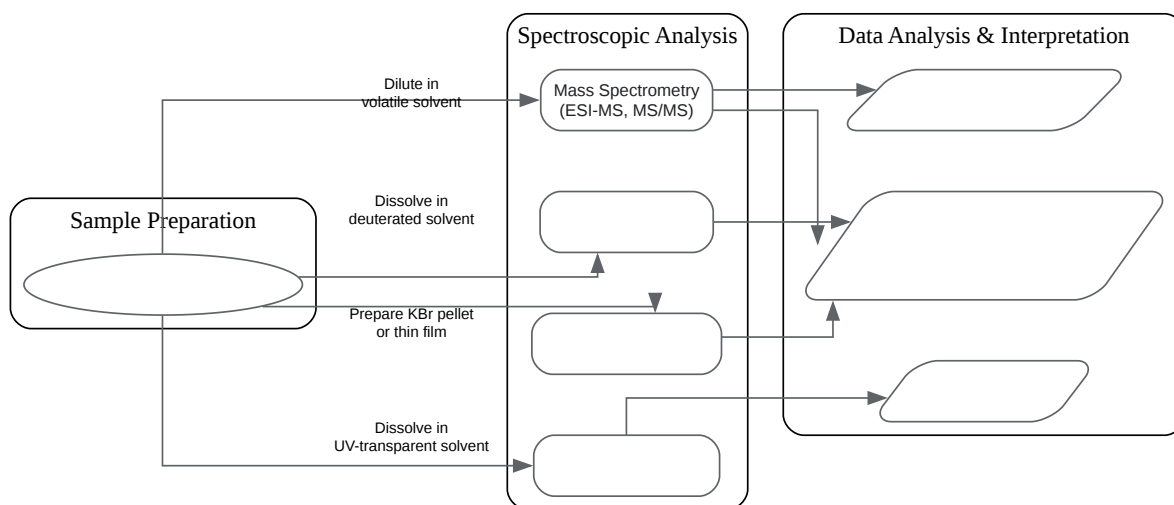 Spectroscopic Analysis
Data Analysis & Interpretation
Dilute in
volatile solvent
Mass Spectrometry
(ESI-MS, MS/MS)
Sample Preparation
Dissolve in
deuterated solvent
Prepare KBr pellet
or thin film
Dissolve in
UV-transparent solvent